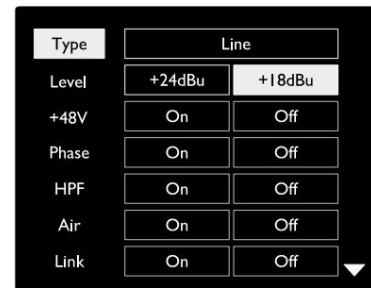 Type Line
Level +24dBu +18dBu
+48V On Off
Phase On Off
HPF On Off
Air On Off
Link On Off